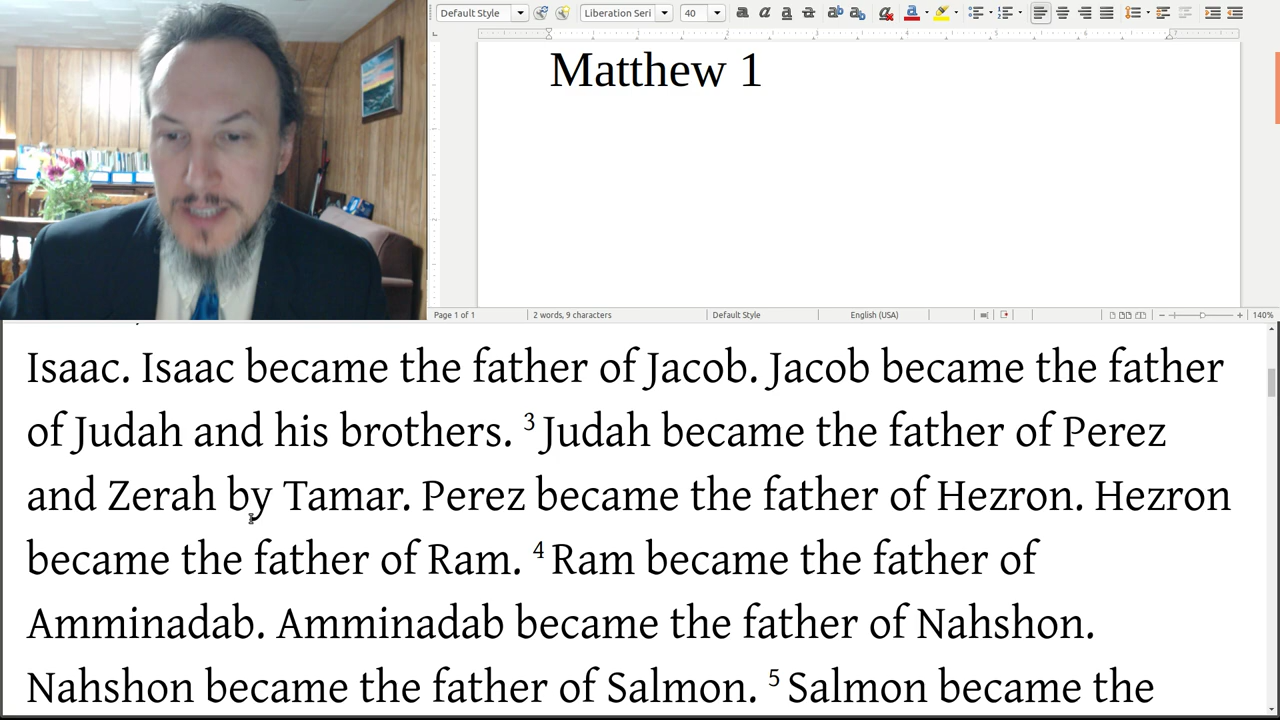 Default Style
Liberation Seri
40
Matthew 1
Page 1 of 1
2 words, 9 characters
Default Style
English (USA)
140%
Isaac. Isaac became the father of Jacob. Jacob became the father
of Judah and his brothers. 3 Judah became the father of Perez
and Zerah by Tamar. Perez became the father of Hezron. Hezron
became the father of Ram. 4 Ram became the father of
Amminadab. Amminadab became the father of Nahshon.
Nahshon became the father of Salmon. 5 Salmon became the